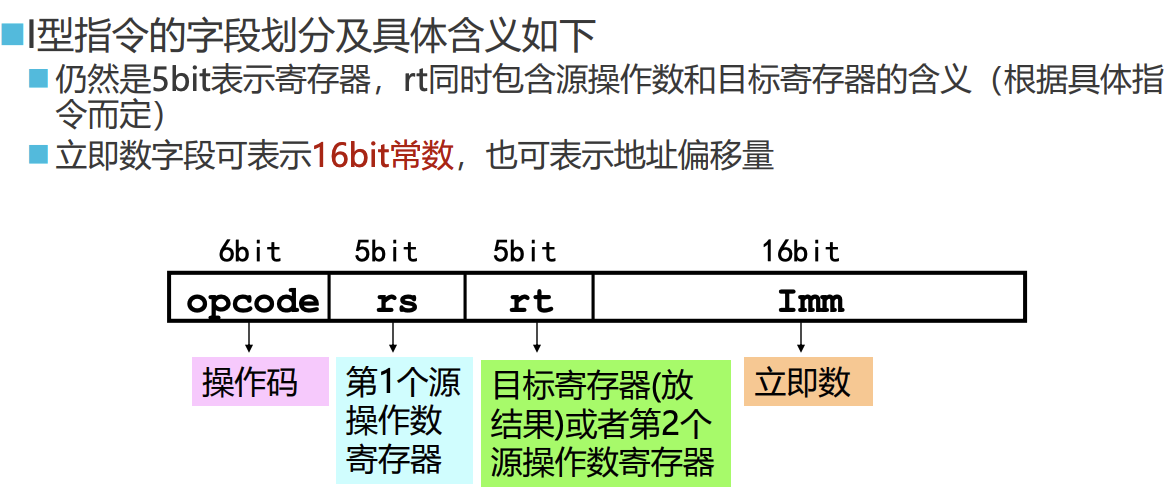 I型指令的字段划分及具体含义如下
仍然是5bit表示寄存器，rt同时包含源操作数和目标寄存器的含义（根据具体指
令而定）
立即数字段可表示16bit常数，也可表示地址偏移量
6bit 5bit 5bit 16bit
opcode rs rt Imm
操作码
第1个源
操作数
寄存器
目标寄存器(放
结果)或者第2个
源操作数寄存器
立即数